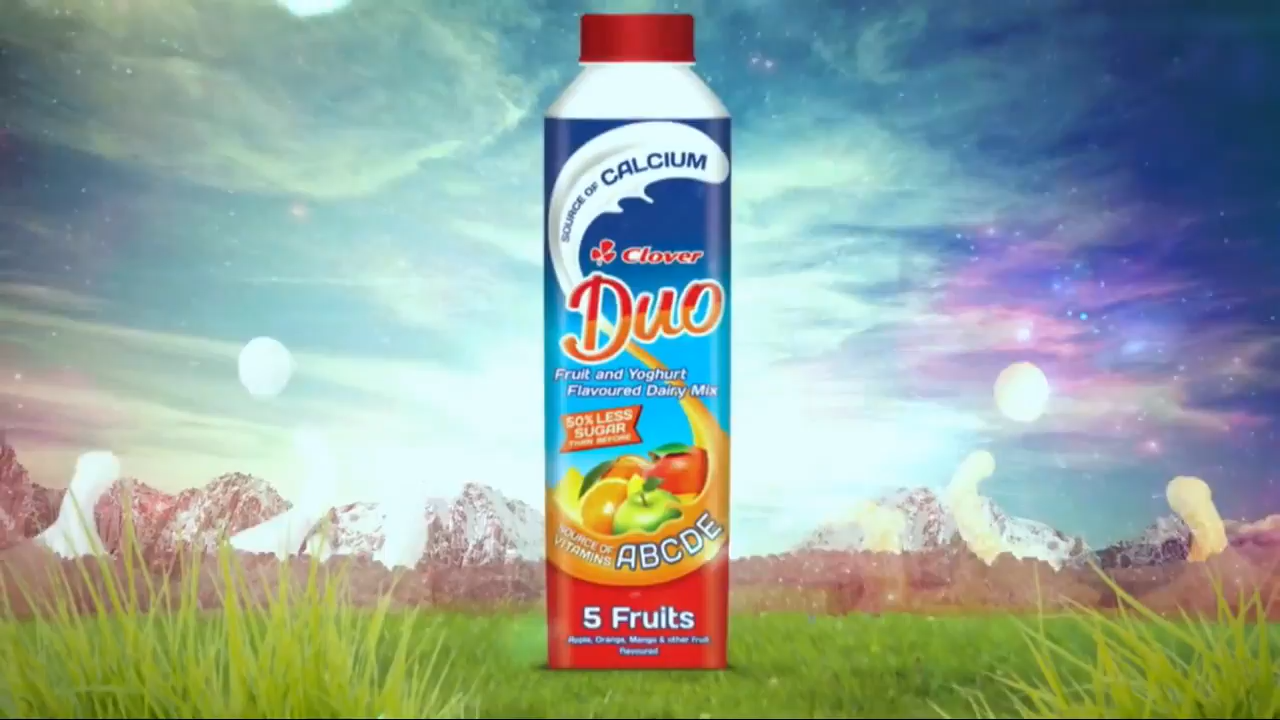 SOURCE OF CALCIUM
Clover
Duo
Fruit and Yoghurt
Flavoured Dairy Mix
50% LESS
SUGAR
THAN BEFORE
SOURCE OF
VITAMINS ABCDE
5 Fruits
Apple, Orange, Mango & other fruit
flavoured